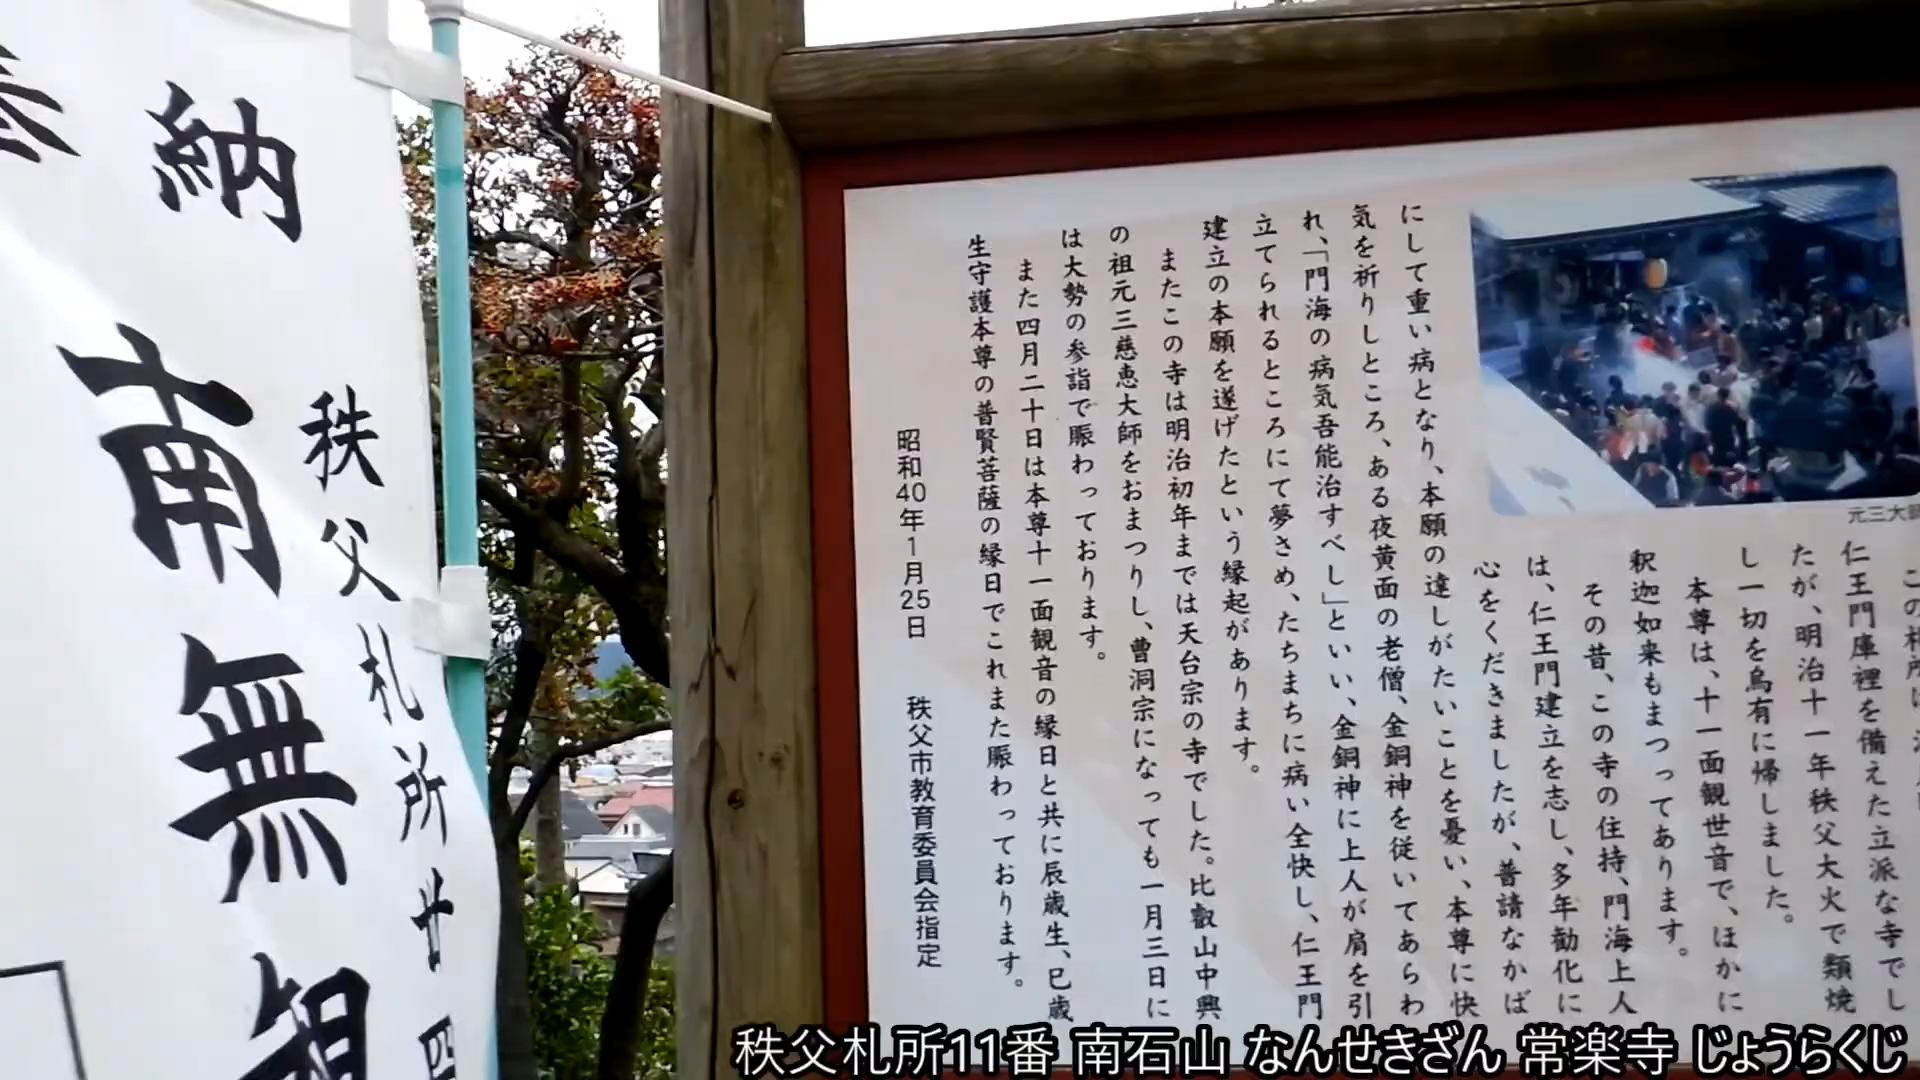 奉納
南無観
秩父札所廿四
元三大師
この札所は
仁王門庫裡を備えた立派な寺でし
たが、明治十一年秩父大火で類焼
し一切を烏有に帰しました。
本尊は、十一面観世音で、ほかに
釈迦如来もまつってあります。
その昔、この寺の住持、門海上人
は、仁王門建立を志し、多年勧化に
心をくだきましたが、普請なかば
にして重い病となり、本願の達しがたいことを憂い、本尊に快
気を祈りしところ、ある夜黄面の老僧、金銅神を従いてあらわ
れ、「門海の病気吾能治すべし」といい、金銅神に上人が肩を引
立てられるところにて夢さめ、たちまちに病い全快し、仁王門
建立の本願を遂げたという縁起があります。
またこの寺は明治初年までは天台宗の寺でした。比叡山中興
の祖元三慈恵大師をおまつりし、曹洞宗になっても一月三日に
は大勢の参詣で賑わっております。
また四月二十日は本尊十一面観音の縁日と共に辰歳生、巳歳
生守護本尊の普賢菩薩の縁日でこれまた賑わっております。
昭和40年1月25日 秩父市教育委員会指定
秩父札所11番 南石山 なんせきざん 常楽寺 じょうらくじ